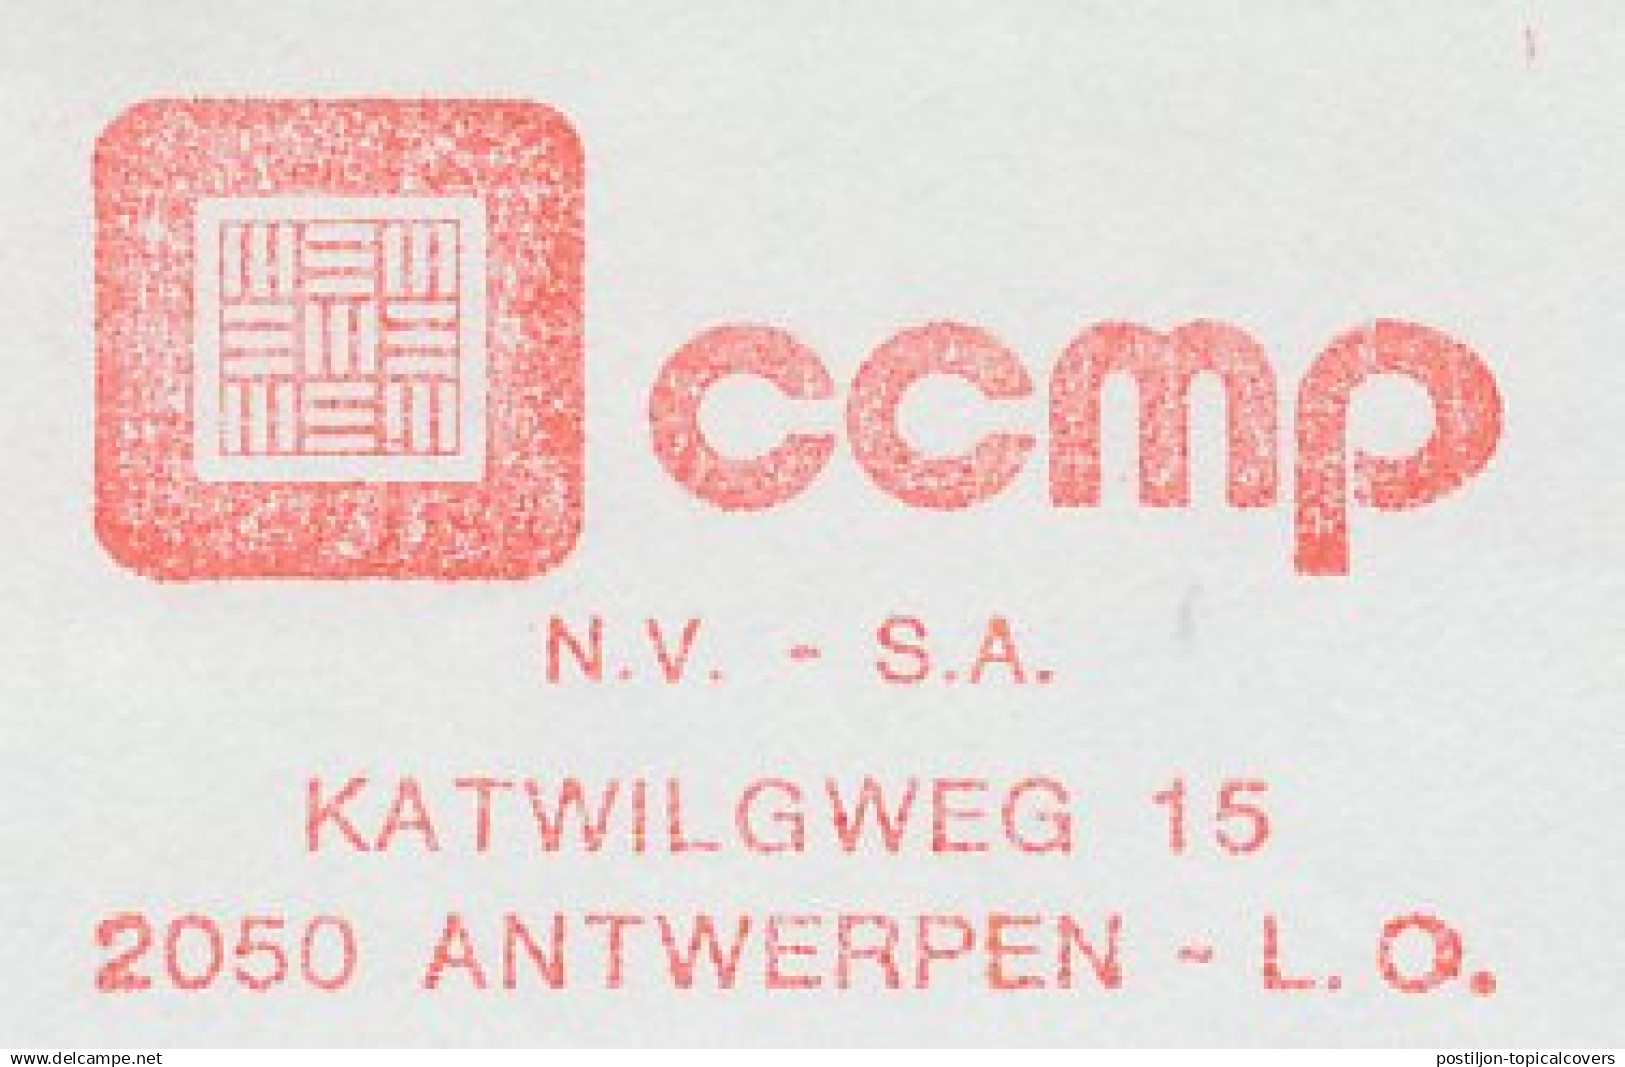 ccmp
N.V. - S.A.
KATWILGWEG 15
2050 ANTWERPEN - L.O.
www.delcampe.net
postiljon-topicalcovers